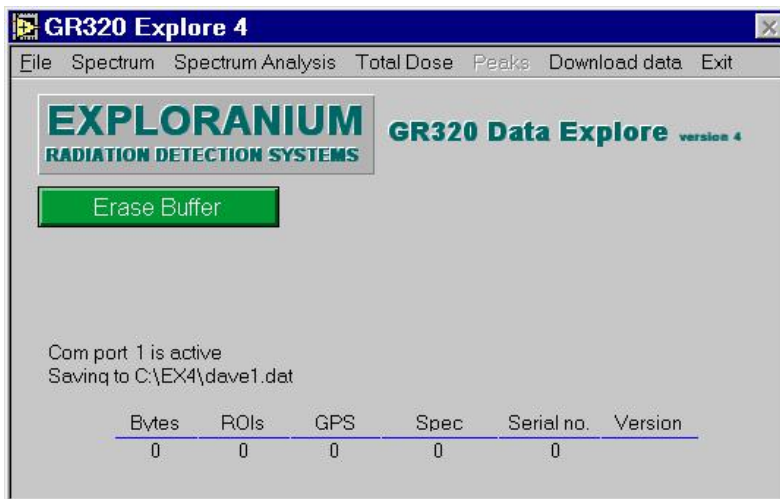 GR320 Explore 4
File Spectrum Spectrum Analysis Total Dose Peaks Download data Exit
EXPLORANIUM
RADIATION DETECTION SYSTEMS
GR320 Data Explore version 4
Erase Buffer
Com port 1 is active
Saving to C:\EX4\dave1.dat
Bytes ROIs GPS Spec Serial no. Version
0 0 0 0 0